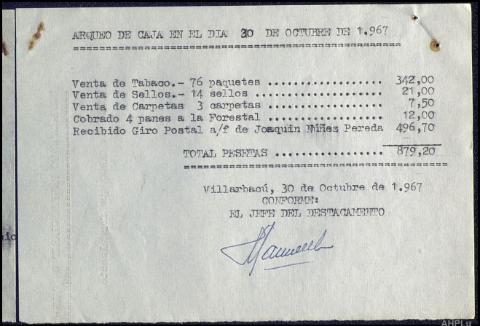 ARQUEO DE CAJA EN EL DIA 30 DE OCTUBRE DE 1.967
Venta de Tabaco.- 76 paquetes .................. 342,00
Venta de Sellos.- 14 sellos .................... 21,00
Venta de Carpetas 3 carpetas ................... 7,50
Cobrado 4 panes a la Forestal .................. 12,00
Recibido Giro Postal a/f de Joaquin Núñez Pereda 496,70
TOTAL PESETAS ................. 879,20
Villarbacú, 30 de Octubre de 1.967
CONFORME:
EL JEFE DEL DESTACAMENTO
AHPLu